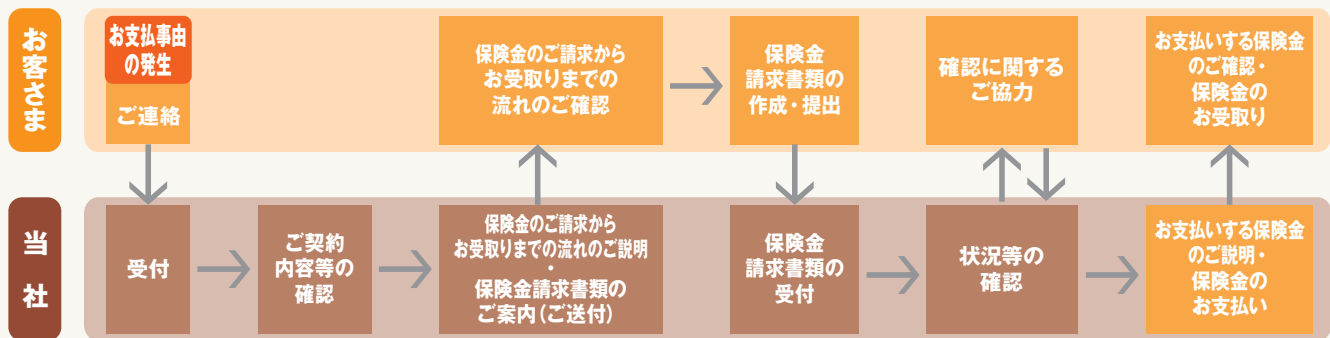 お客さま
お支払事由
の発生
ご連絡
保険金のご請求から
お受取りまでの
流れのご確認
保険金
請求書類の
作成・提出
確認に関する
ご協力
お支払いする保険金
のご確認・
保険金の
お受取り
当社
受付
ご契約
内容等の
確認
保険金のご請求から
お受取りまでの流れのご説明
・
保険金請求書類の
ご案内(ご送付)
保険金
請求書類の
受付
状況等の
確認
お支払いする保険金
のご説明・
保険金の
お支払い